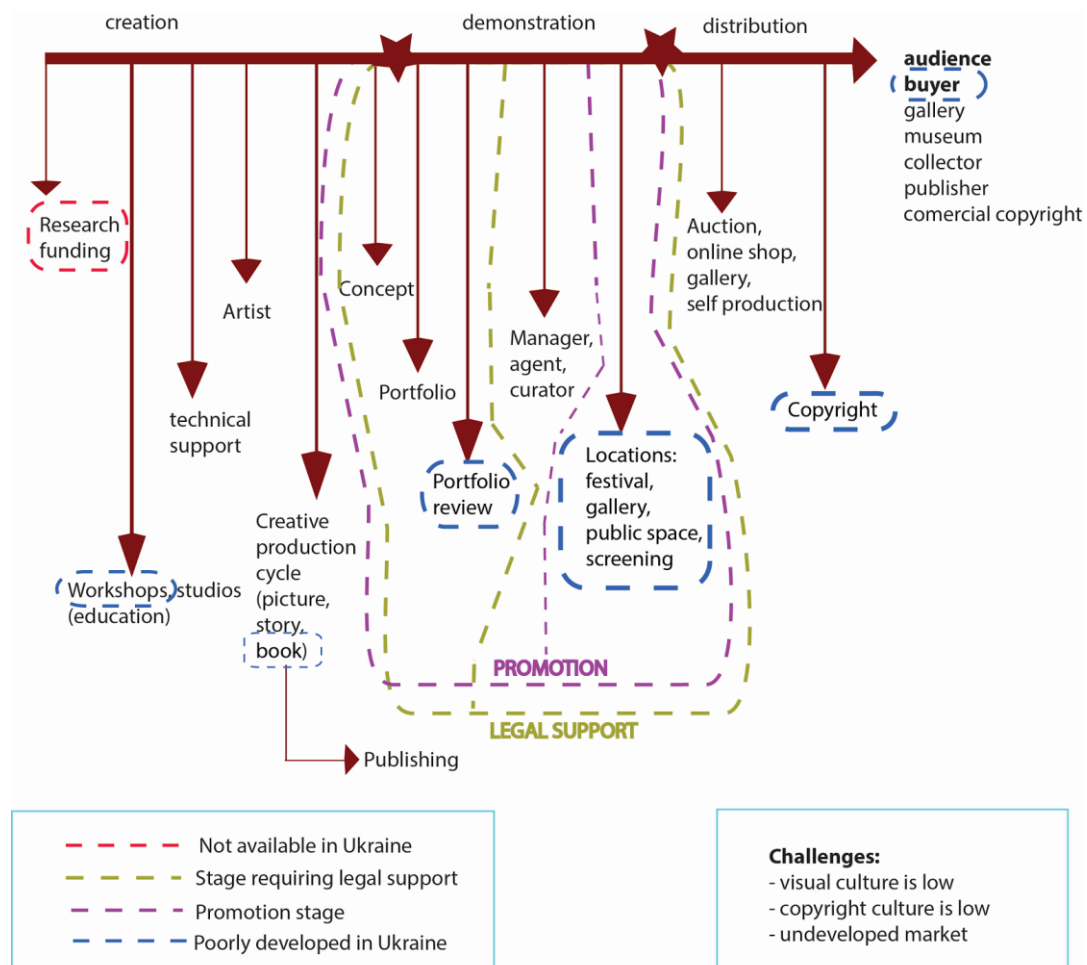 creation
demonstration
distribution
audience
buyer
gallery
museum
collector
publisher
comercial copyright
Research
funding
Artist
technical
support
Workshops, studios
(education)
Creative
production
cycle
(picture,
story,
book)
Publishing
Concept
Portfolio
Portfolio
review
Manager,
agent,
curator
Locations:
festival,
gallery,
public space,
screening
Auction,
online shop,
gallery,
self production
Copyright
PROMOTION
LEGAL SUPPORT
Not available in Ukraine
Stage requiring legal support
Promotion stage
Poorly developed in Ukraine
Challenges:
- visual culture is low
- copyright culture is low
- undeveloped market